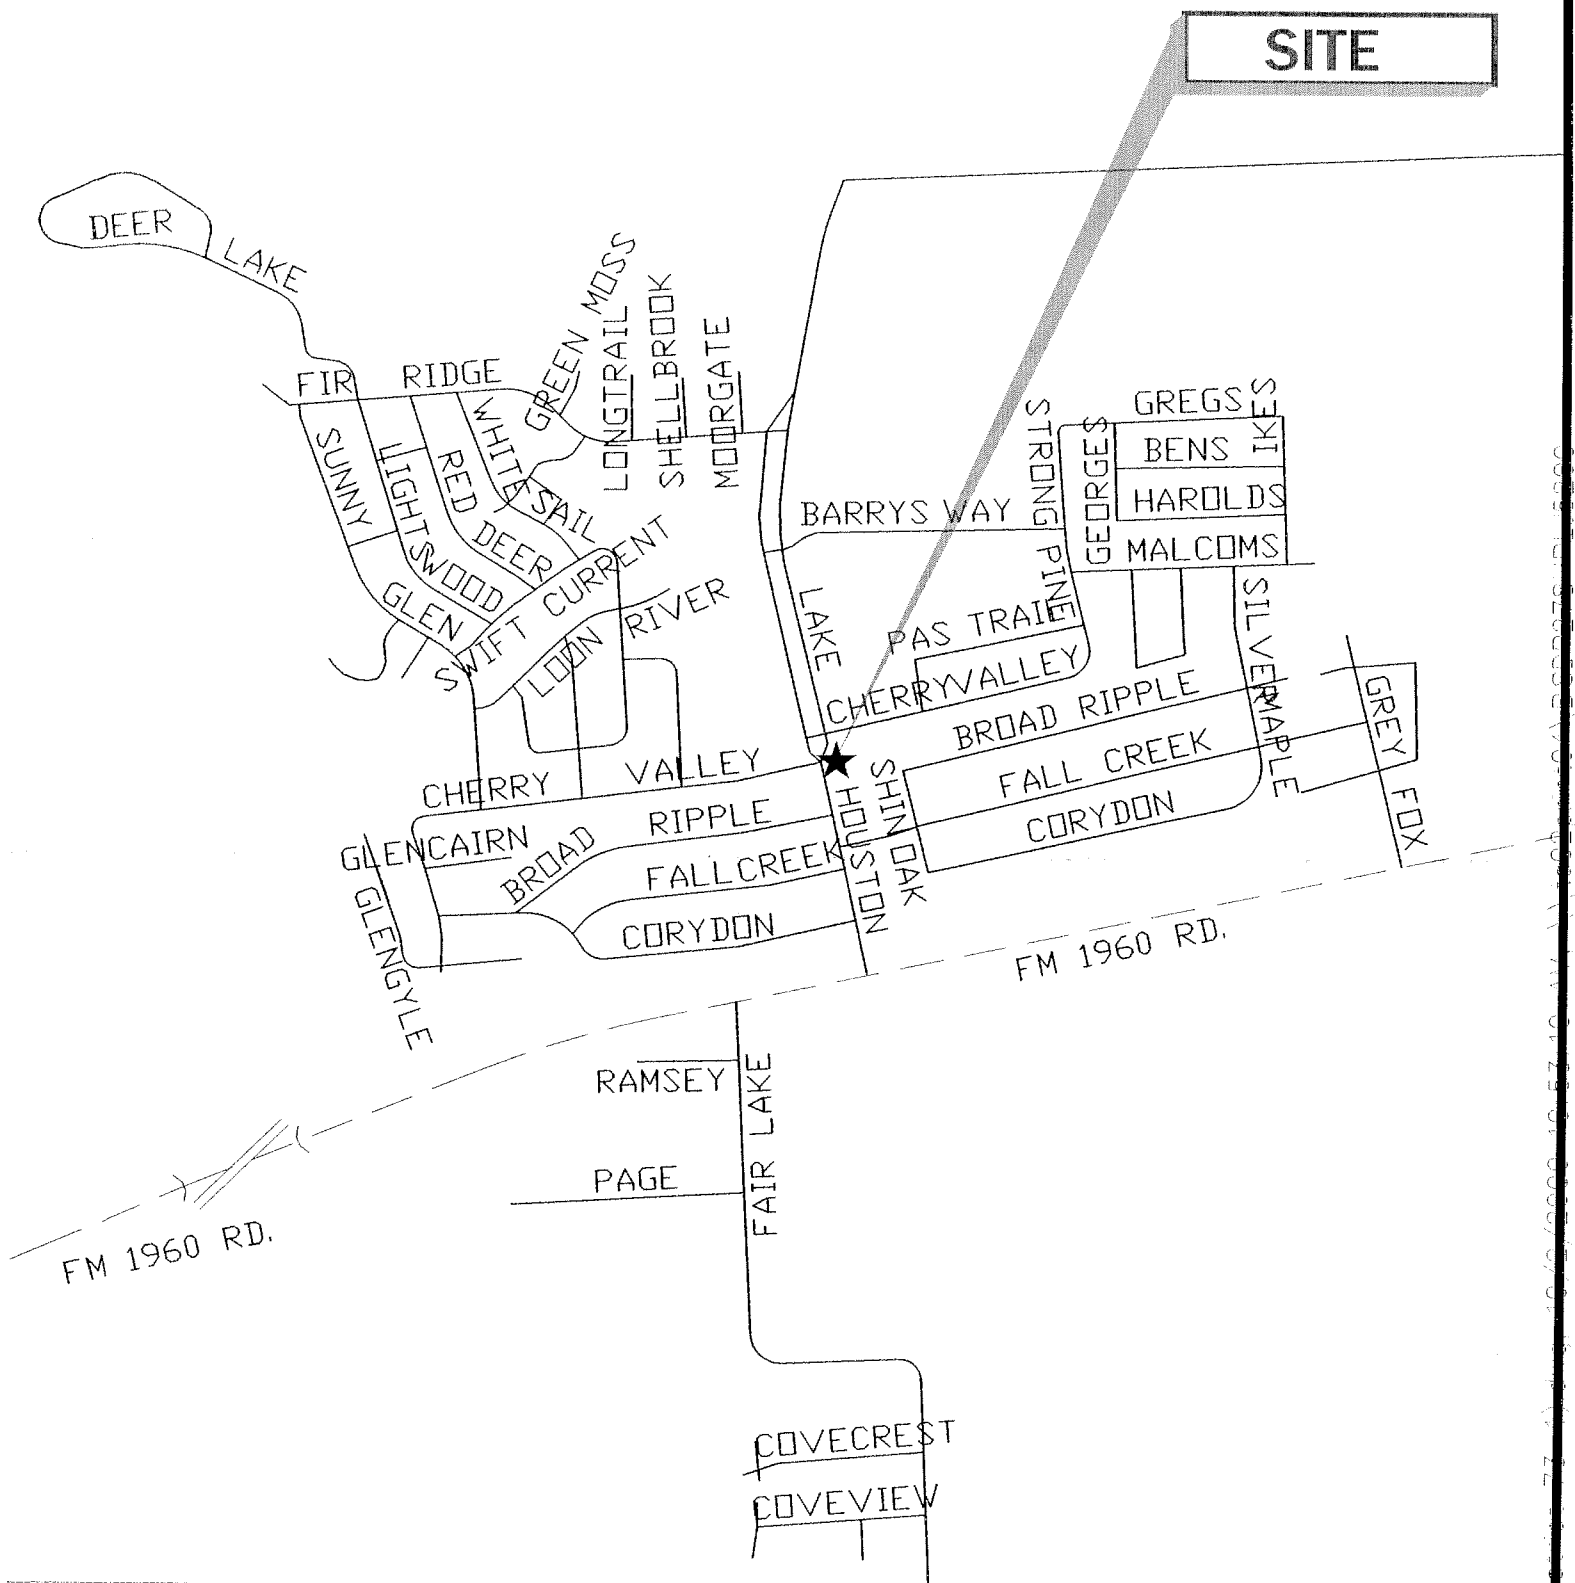 SITE
DEER
LAKE
GREEN MOSS
LONGTRAIL
SHELLBROOK
MOORGATE
FIR
RIDGE
GREGS
IKES
STRONG PINE
GEORGES
BENS
HAROLDS
MALCOMS
SUNNY
GLEN
LIGHTSWOOD
RED
DEER
WHITE
SAIL
BARRYS WAY
SWIFT
CURRENT
LOON
RIVER
LAKE
HOUSTON
PAS TRAIL
CHERRYVALLEY
SILVERMAPLE
GREY
FOX
BROAD RIPPLE
FALL CREEK
CORYDON
SHIN OAK
CHERRY
VALLEY
GLENCAIRN
GLENGYLE
BROAD
RIPPLE
FALLCREEK
CORYDON
FM 1960 RD.
RAMSEY
FAIR LAKE
PAGE
FM 1960 RD.
COVECREST
COVEVIEW